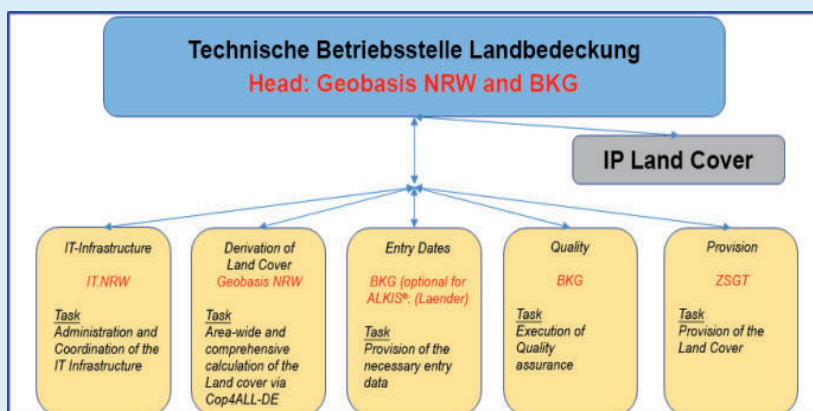 Technische Betriebsstelle Landbedeckung
Head: Geobasis NRW and BKG
IP Land Cover
IT-Infrastructure
IT.NRW
Task
Administration and
Coordination of the
IT Infrastructure
Derivation of
Land Cover
Geobasis NRW
Task
Area-wide and
comprehensive
calculation of the
Land cover via
Cop4ALL-DE
Entry Dates
BKG (optional for
ALKIS®: (Laender)
Task
Provision of the
necessary entry
data
Quality
BKG
Task
Execution of
Quality
assurance
Provision
ZSGT
Task
Provision of the
Land Cover